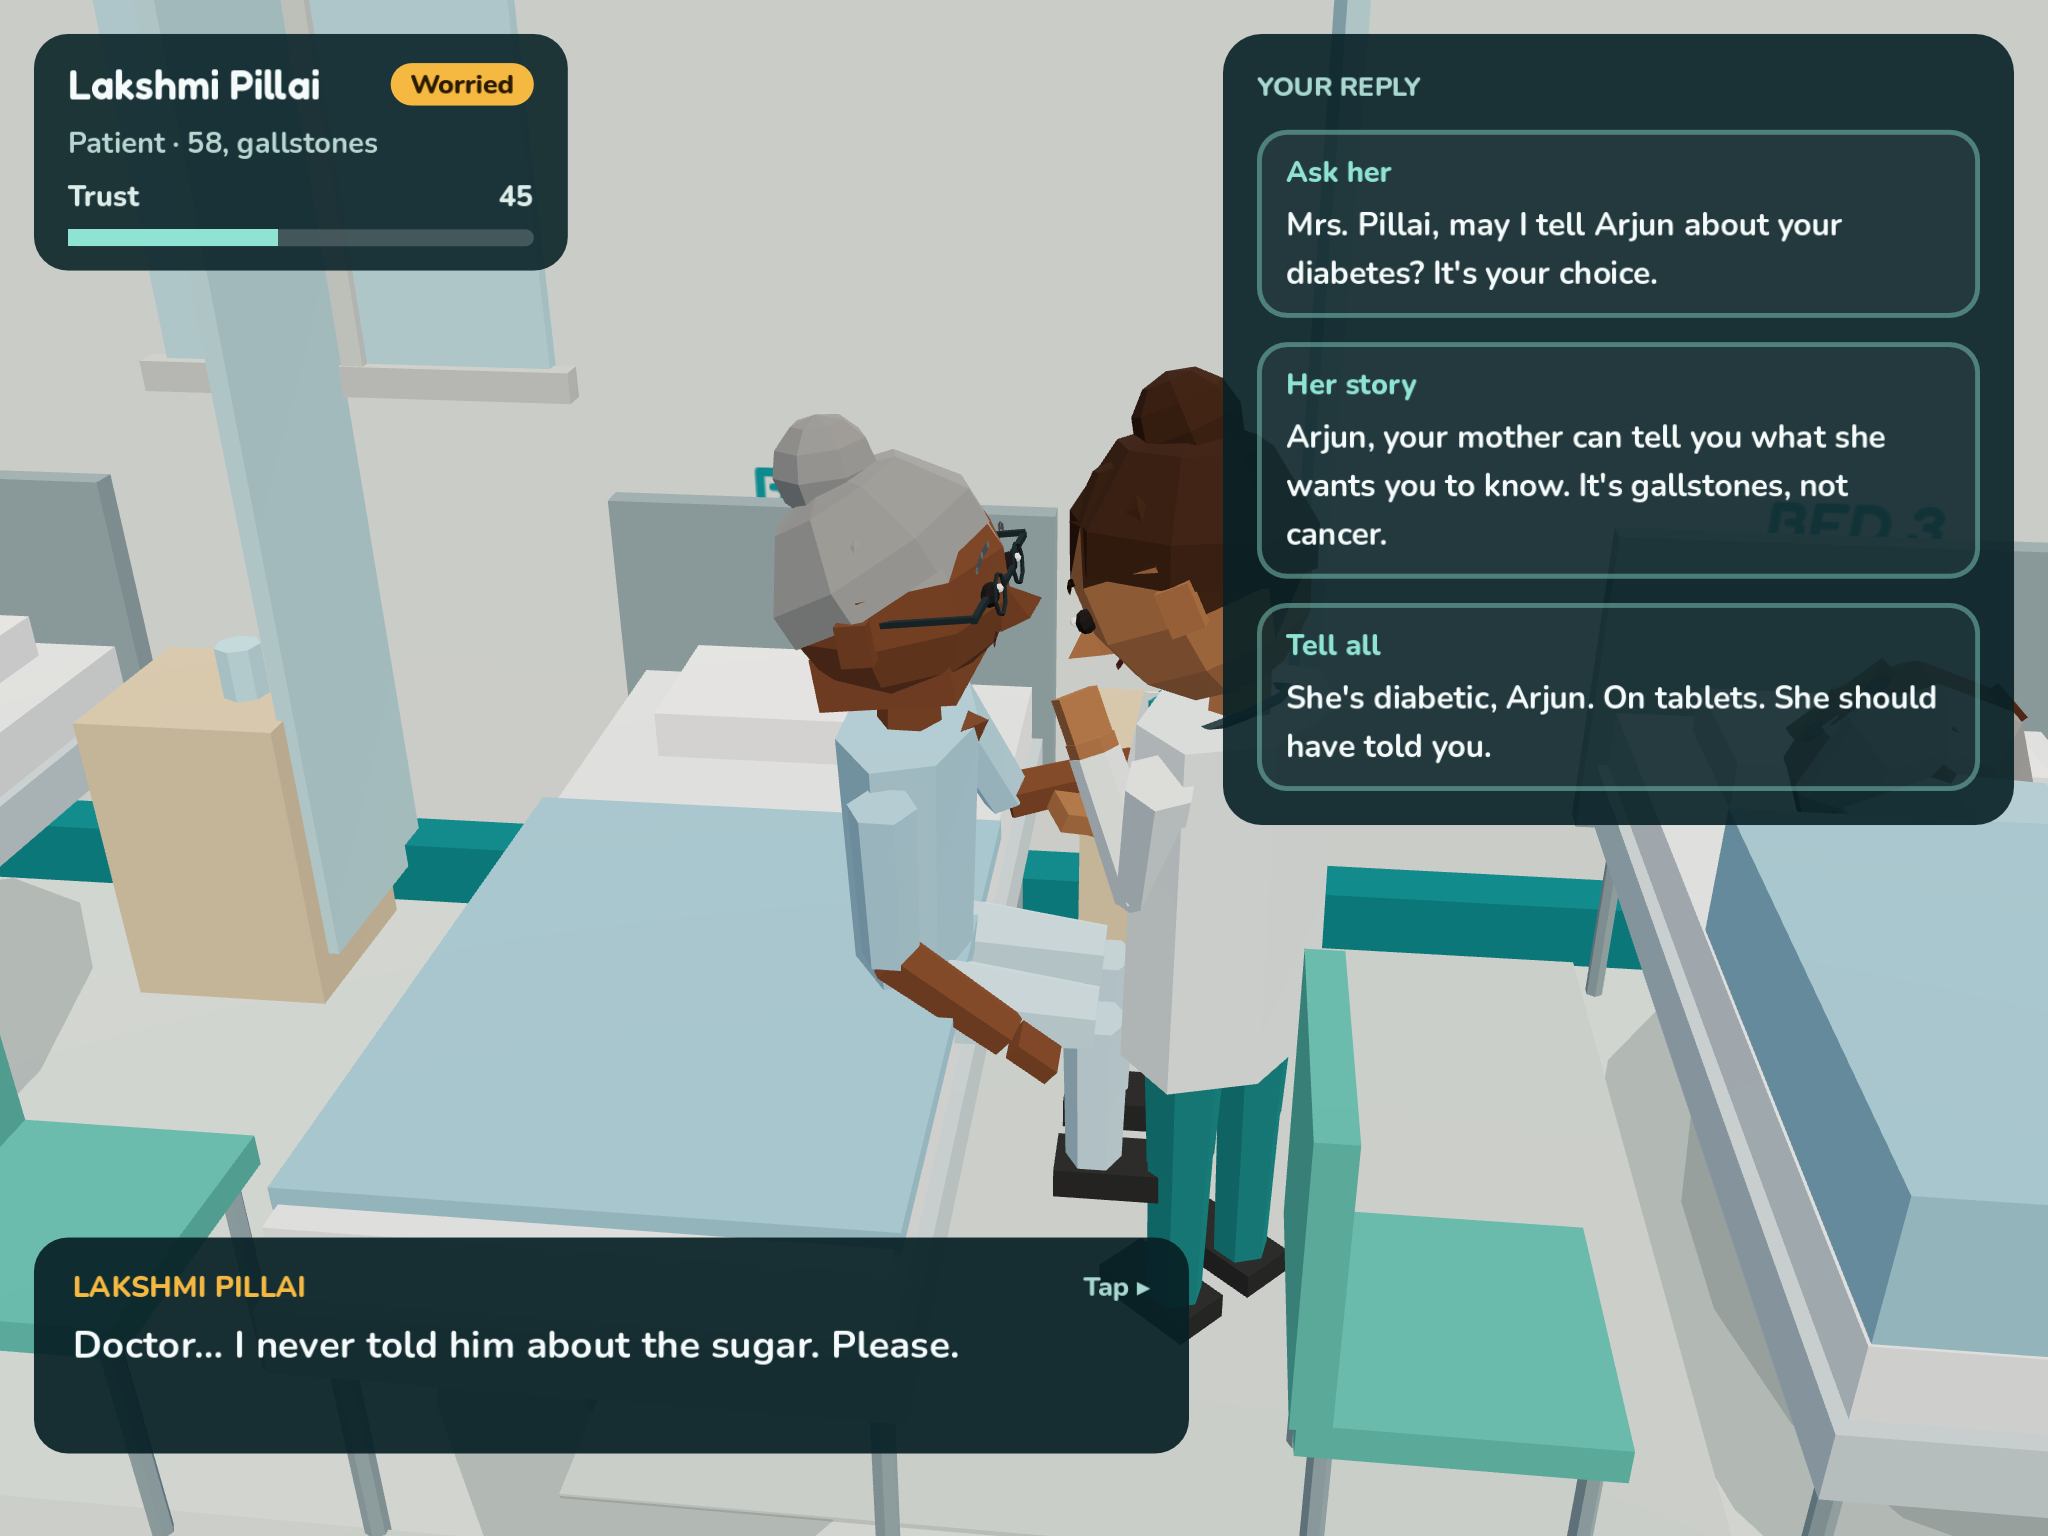 Lakshmi Pillai
Worried
Patient · 58, gallstones
Trust
45
YOUR REPLY
Ask her
Mrs. Pillai, may I tell Arjun about your
diabetes? It's your choice.
Her story
Arjun, your mother can tell you what she
wants you to know. It's gallstones, not
cancer.
BED 3
Tell all
She's diabetic, Arjun. On tablets. She should
have told you.
LAKSHMI PILLAI
Tap ▸
Doctor... I never told him about the sugar. Please.